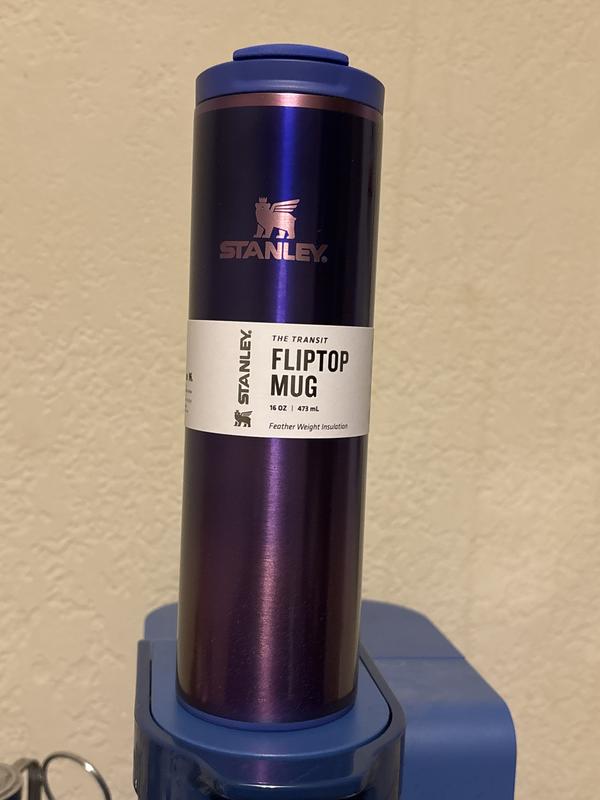 STANLEY®
STANLEY®
THE TRANSIT
FLIPTOP
MUG
16 OZ | 473 mL
Feather Weight Insulation